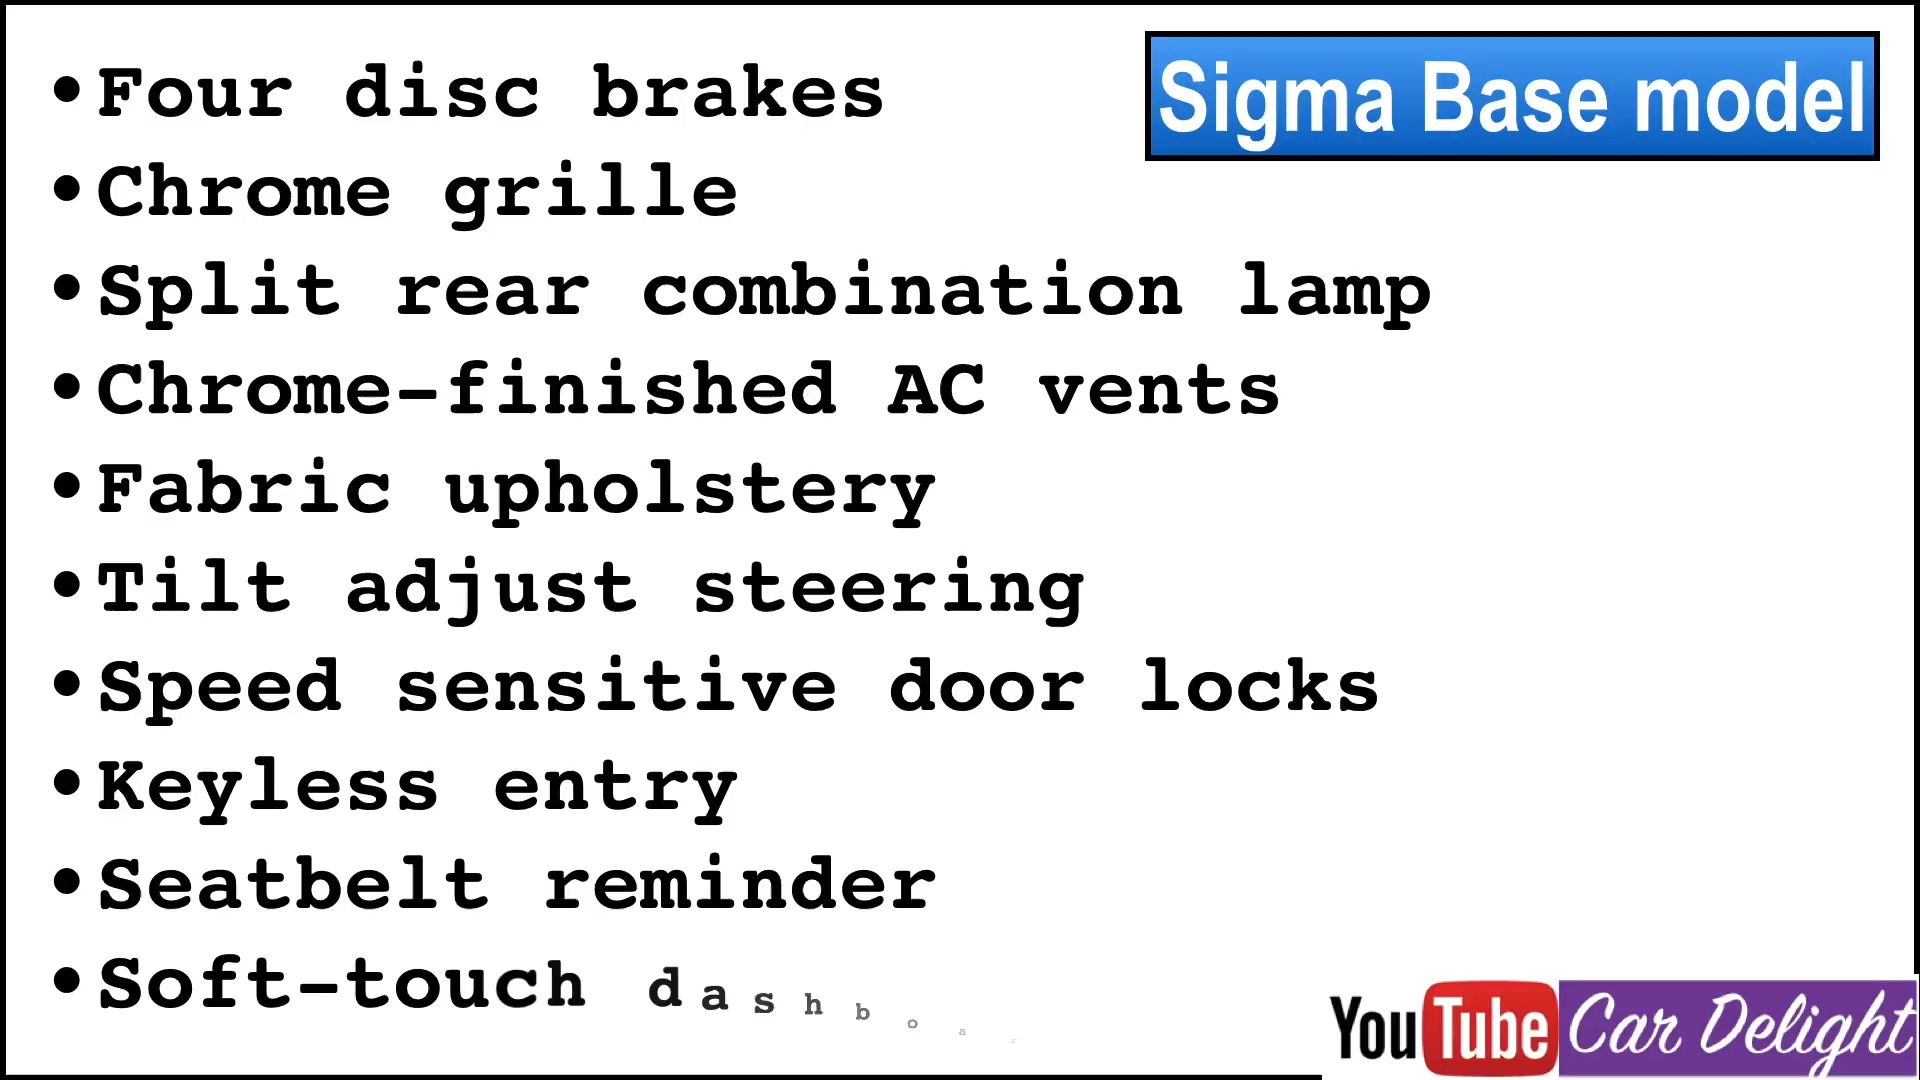 •Four disc brakes
Sigma Base model
•Chrome grille
•Split rear combination lamp
•Chrome-finished AC vents
•Fabric upholstery
•Tilt adjust steering
•Speed sensitive door locks
•Keyless entry
•Seatbelt reminder
•Soft-touch dashboar
YouTube Car Delight